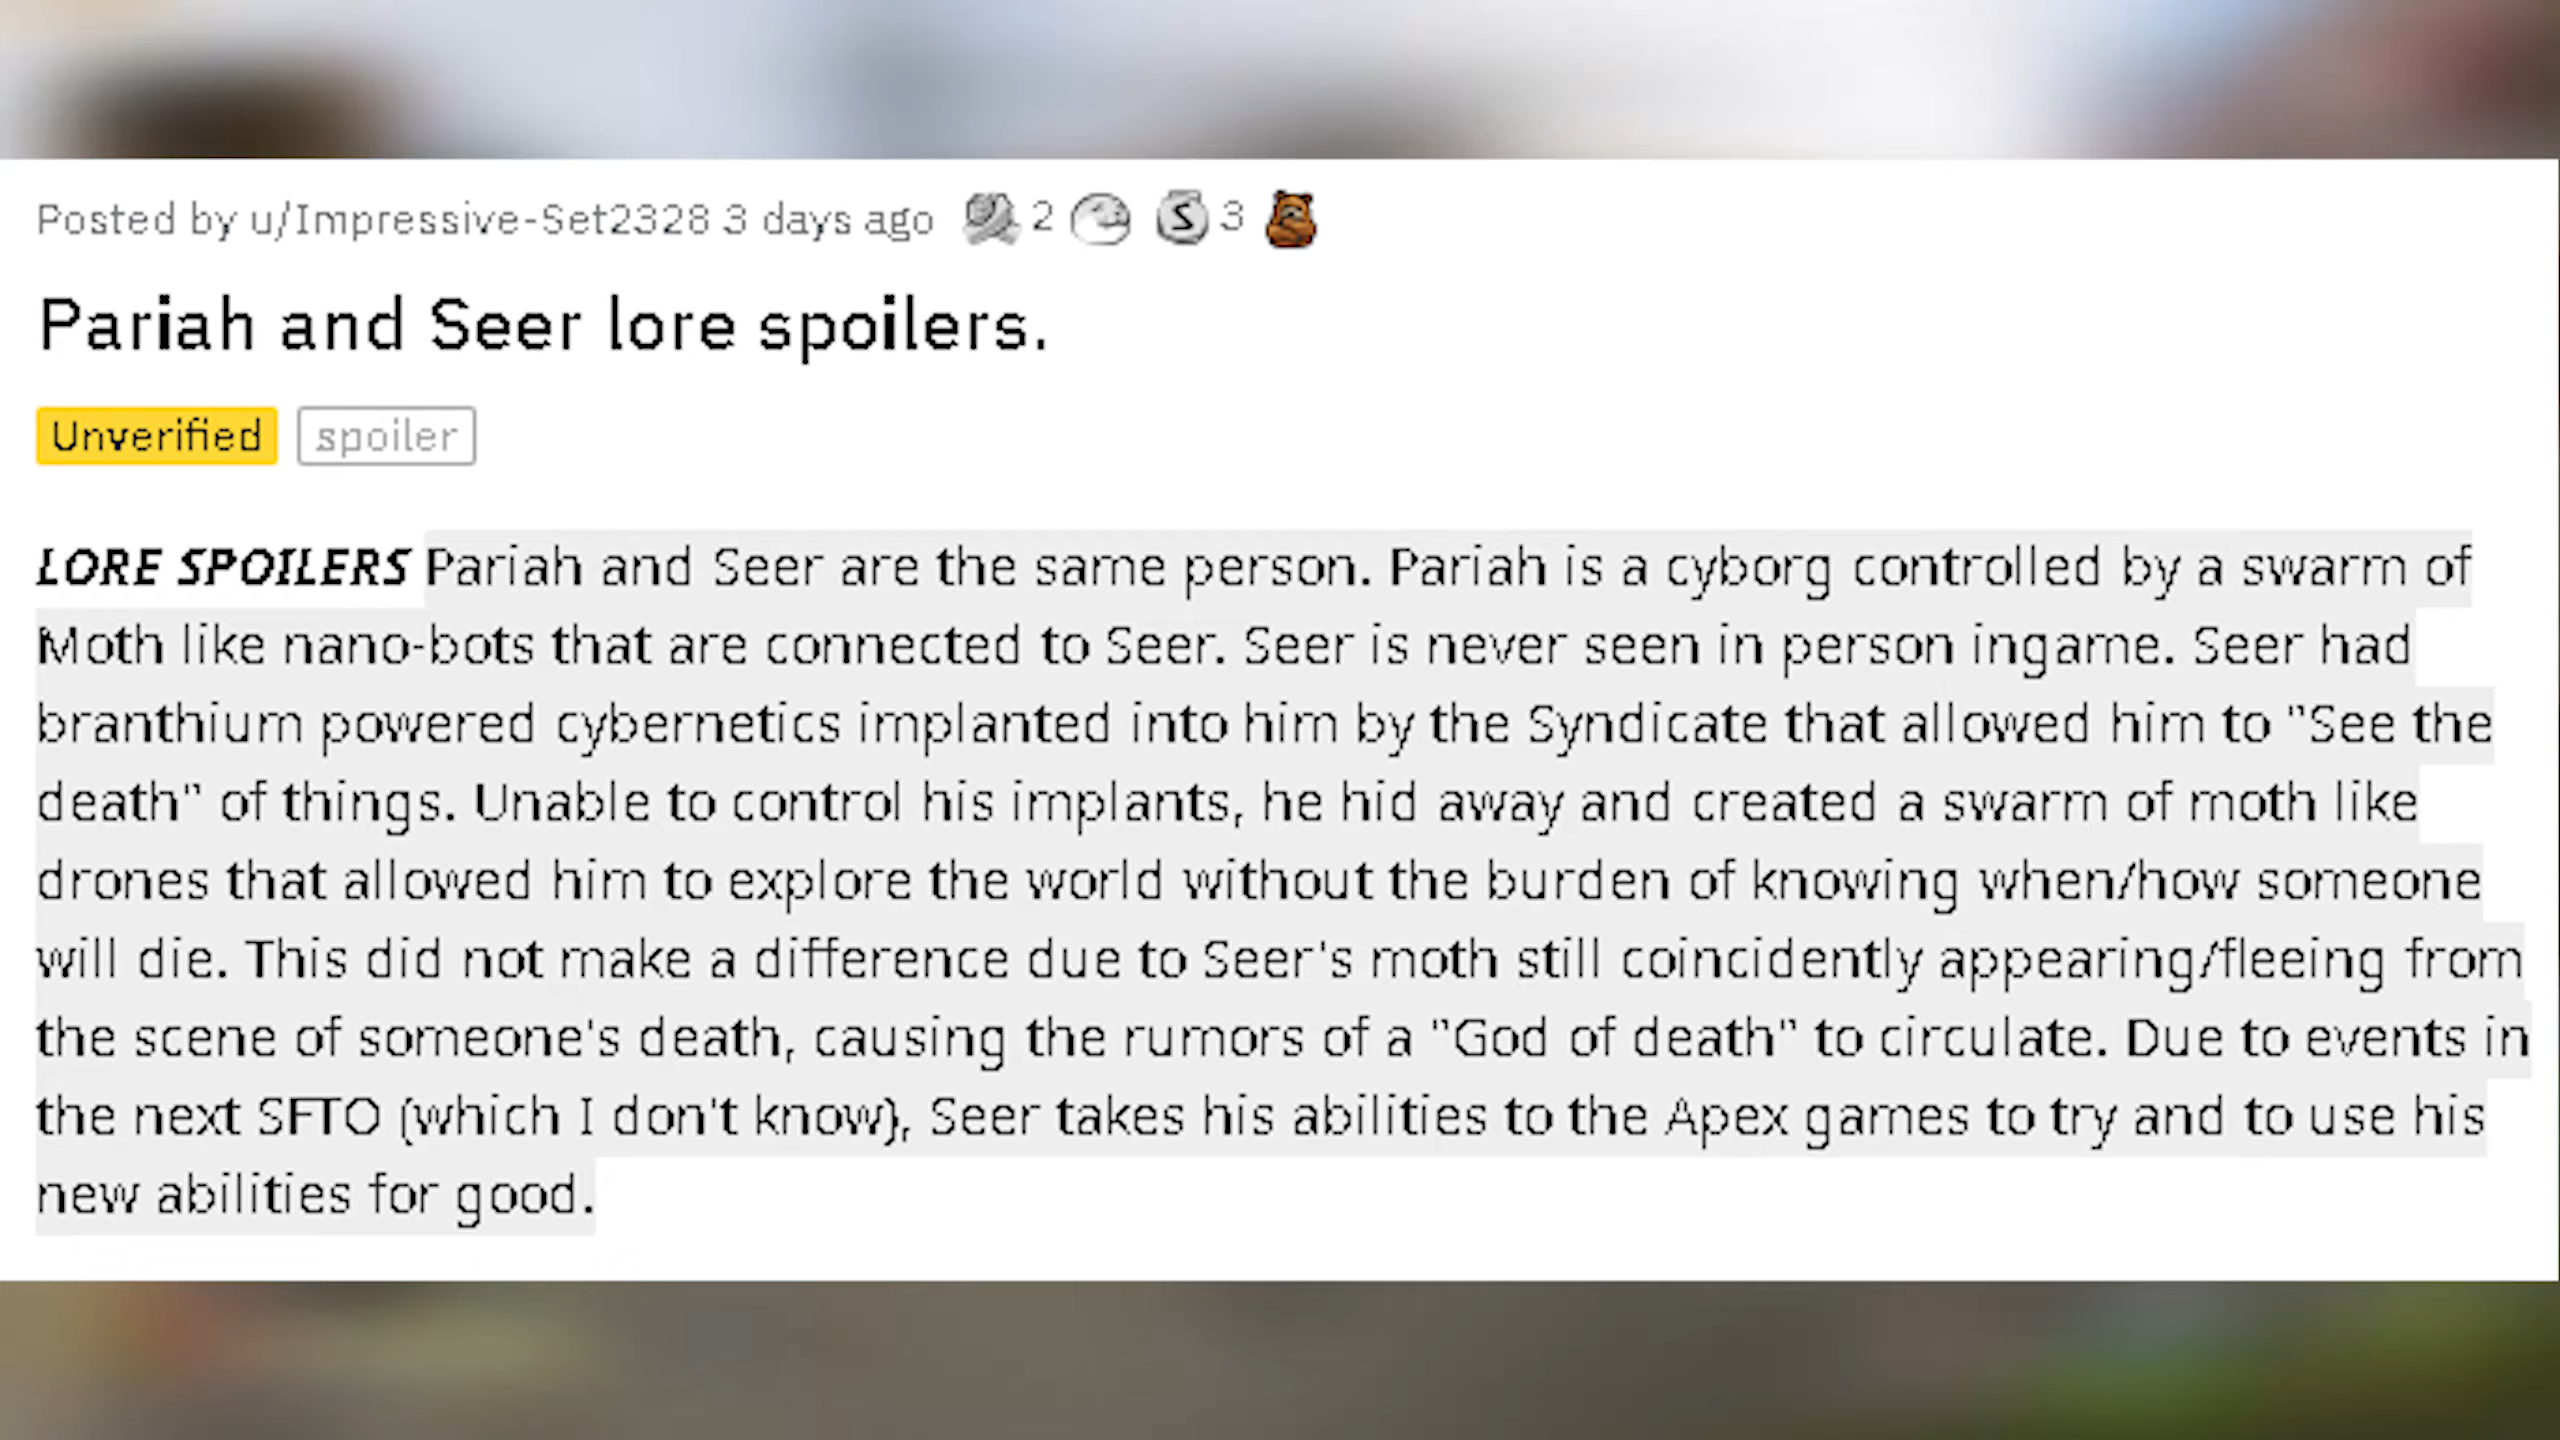 Posted by u/Impressive-Set2328 3 days ago 2 S 3
Pariah and Seer lore spoilers.
Unverified spoiler
LORE SPOILERS Pariah and Seer are the same person. Pariah is a cyborg controlled by a swarm of
Moth like nano-bots that are connected to Seer. Seer is never seen in person ingame. Seer had
branthium powered cybernetics implanted into him by the Syndicate that allowed him to "See the
death" of things. Unable to control his implants, he hid away and created a swarm of moth like
drones that allowed him to explore the world without the burden of knowing when/how someone
will die. This did not make a difference due to Seer's moth still coincidently appearing/fleeing from
the scene of someone's death, causing the rumors of a "God of death" to circulate. Due to events in
the next SFTO (which I don't know), Seer takes his abilities to the Apex games to try and to use his
new abilities for good.